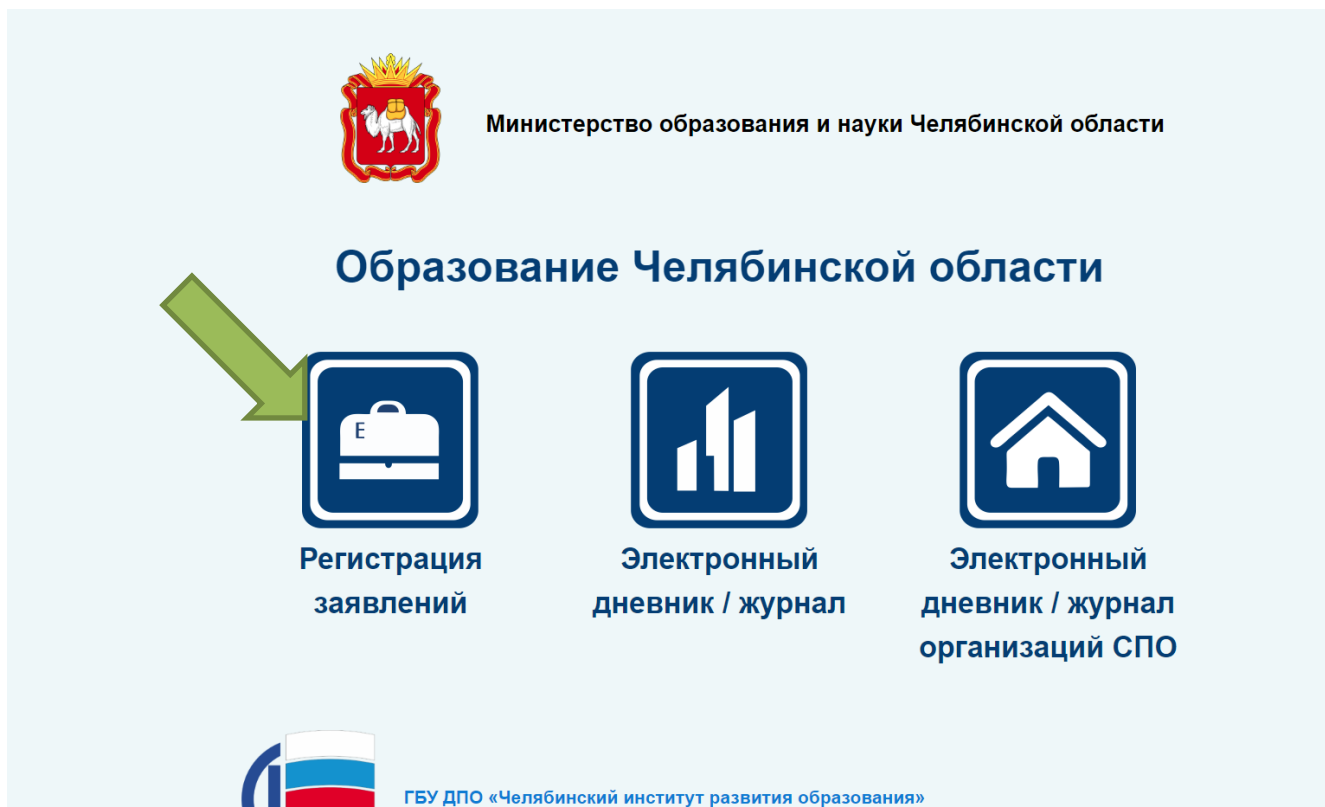 Министерство образования и науки Челябинской области
Образование Челябинской области
E
Регистрация
заявлений
Электронный
дневник / журнал
Электронный
дневник / журнал
организаций СПО
ГБУ ДПО «Челябинский институт развития образования»